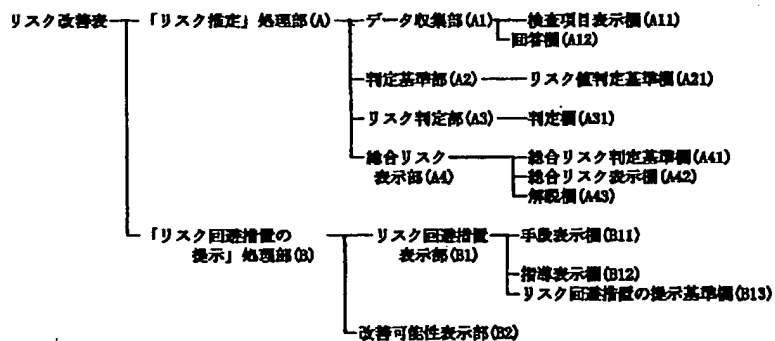 リスク改善表
「リスク推定」処理部(A)
データ収集部(A1)
検査項目表示欄(A11)
回答欄(A12)
判定基準部(A2)
リスク値判定基準欄(A21)
リスク判定部(A3)
判定欄(A31)
総合リスク
表示部(A4)
総合リスク判定基準欄(A41)
総合リスク表示欄(A42)
解説欄(A43)
「リスク回避措置の
提示」処理部(B)
リスク回避措置
表示部(B1)
手段表示欄(B11)
指導表示欄(B12)
リスク回避措置の提示基準欄(B13)
改善可能性表示部(B2)